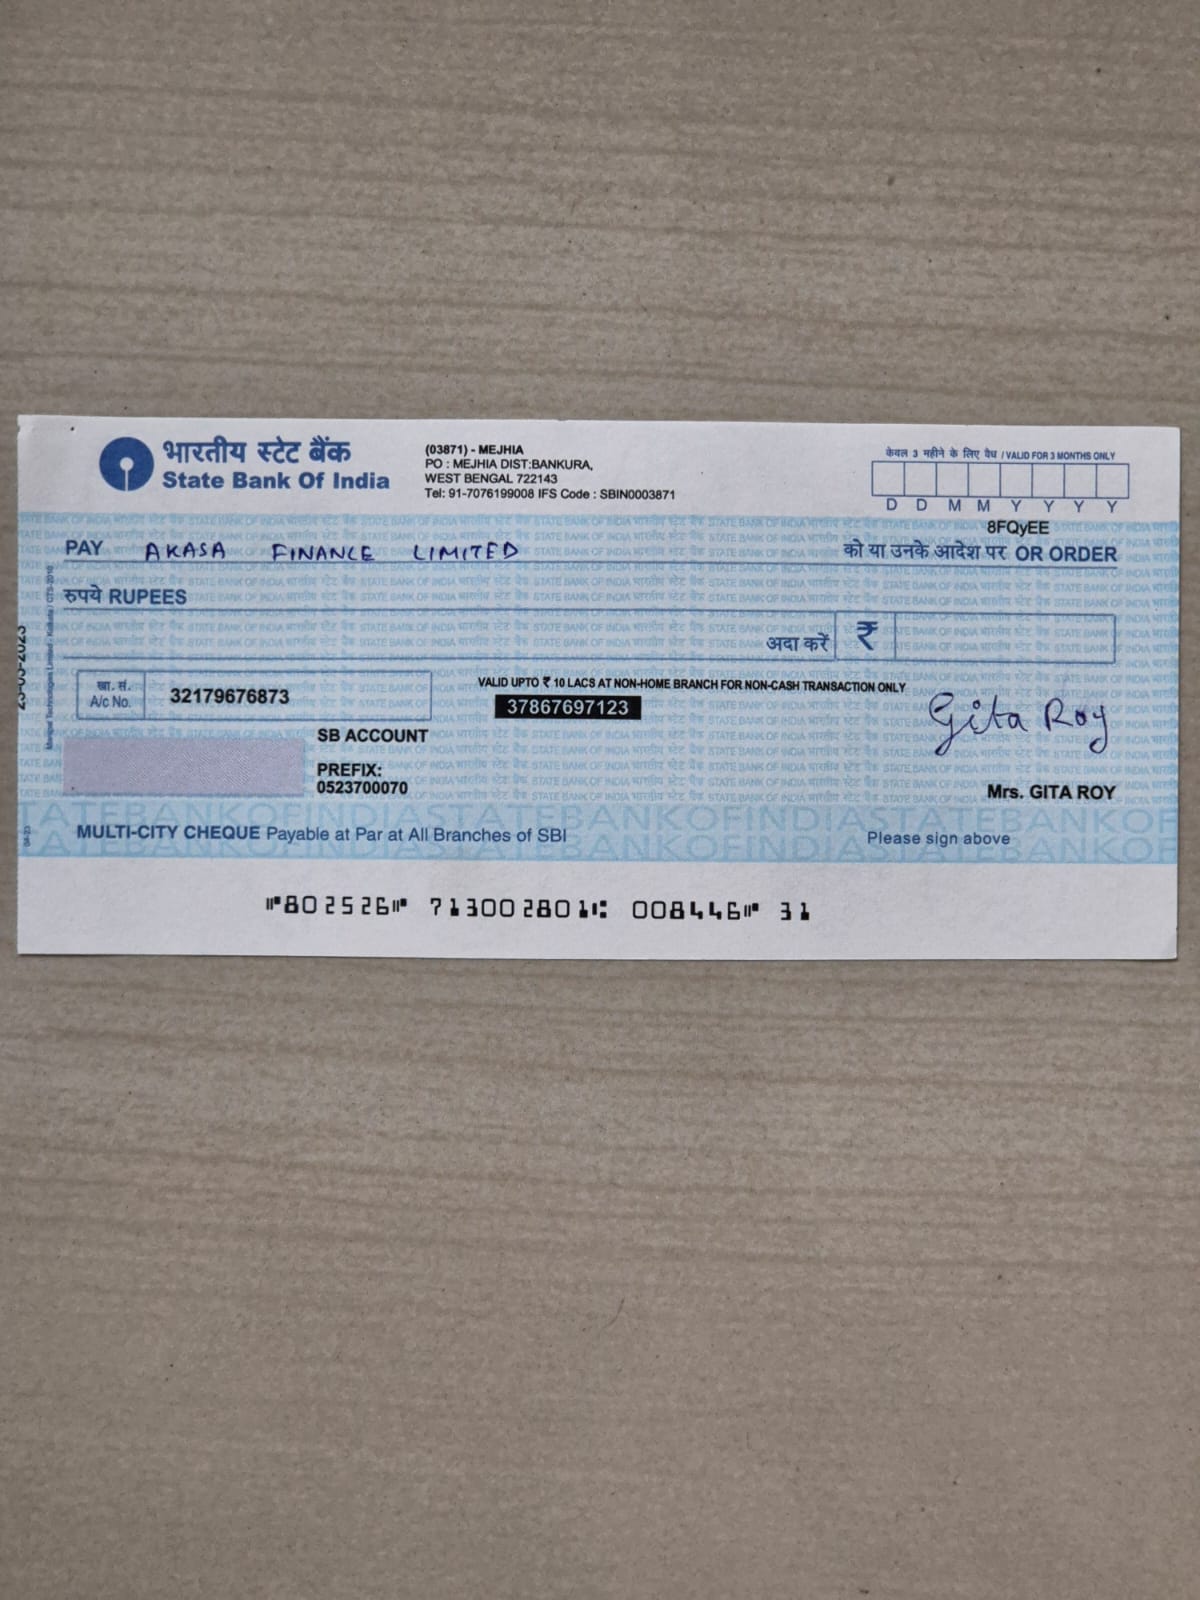 भारतीय स्टेट बैंक
State Bank Of India
(03871) - MEJHIA
PO : MEJHIA DIST:BANKURA,
WEST BENGAL 722143
Tel: 91-7076199008 IFS Code : SBIN0003871
केवल 3 महीने के लिए वैध / VALID FOR 3 MONTHS ONLY
D D M M Y Y Y Y
8FQyEE
PAY AKASA FINANCE LIMITED को या उनके आदेश पर OR ORDER
रुपये RUPEES
अदा करें ₹
खा. सं.
A/c No. 32179676873
VALID UPTO ₹ 10 LACS AT NON-HOME BRANCH FOR NON-CASH TRANSACTION ONLY
37867697123
Gita Roy
SB ACCOUNT
PREFIX:
0523700070
Mrs. GITA ROY
MULTI-CITY CHEQUE Payable at Par at All Branches of SBI
Please sign above
⑈802526⑈ 713002801⑆ 008446⑈ 31